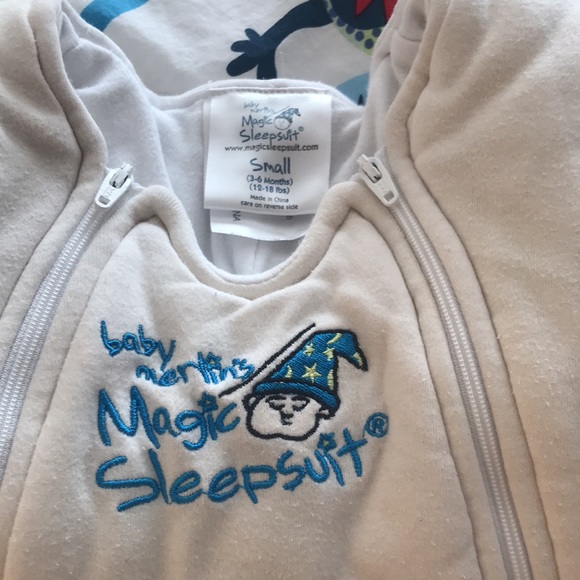 baby
merlin's
Magic
Sleepsuit®
www.magicsleepsuit.com
Small
(3-6 Months)
(12-18 lbs)
Made in China
care on reverse side
baby
merlin's
Magic
Sleepsuit®